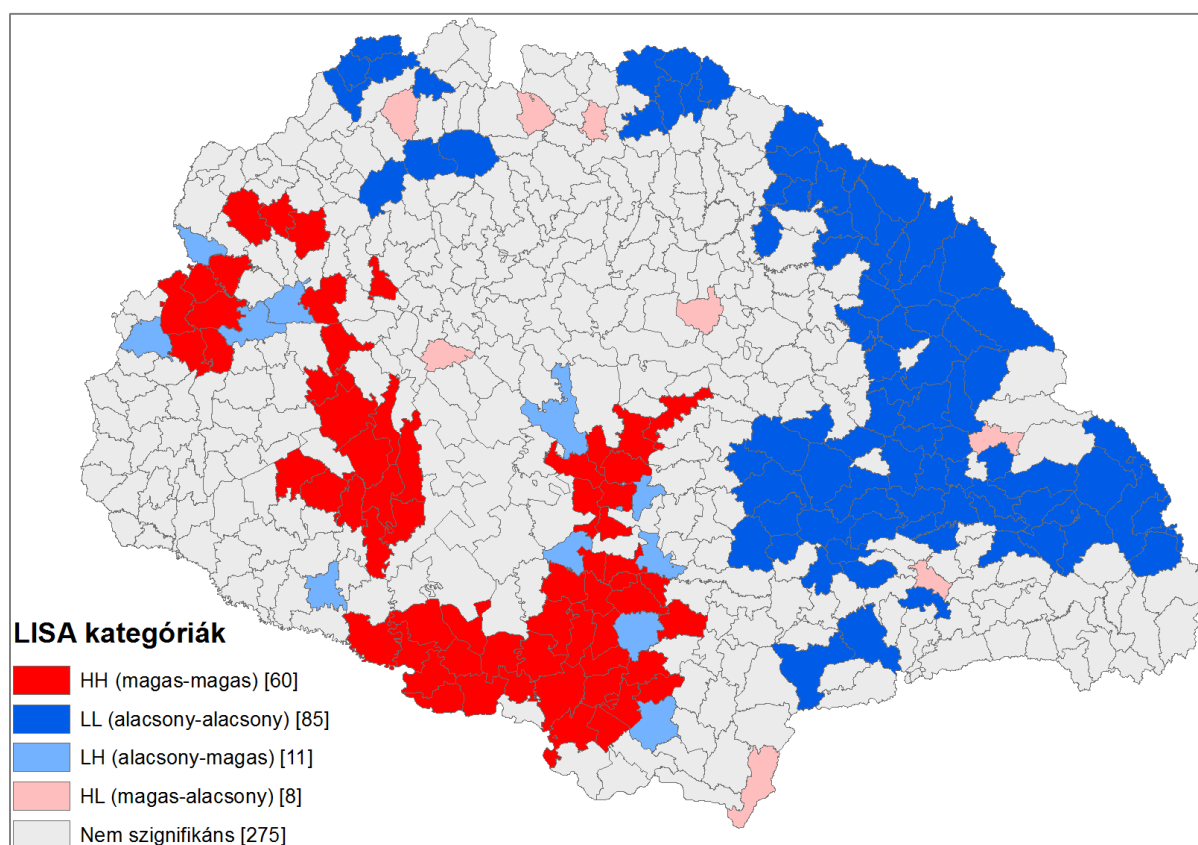 LISA kategóriák
HH (magas-magas) [60]
LL (alacsony-alacsony) [85]
LH (alacsony-magas) [11]
HL (magas-alacsony) [8]
Nem szignifikáns [275]